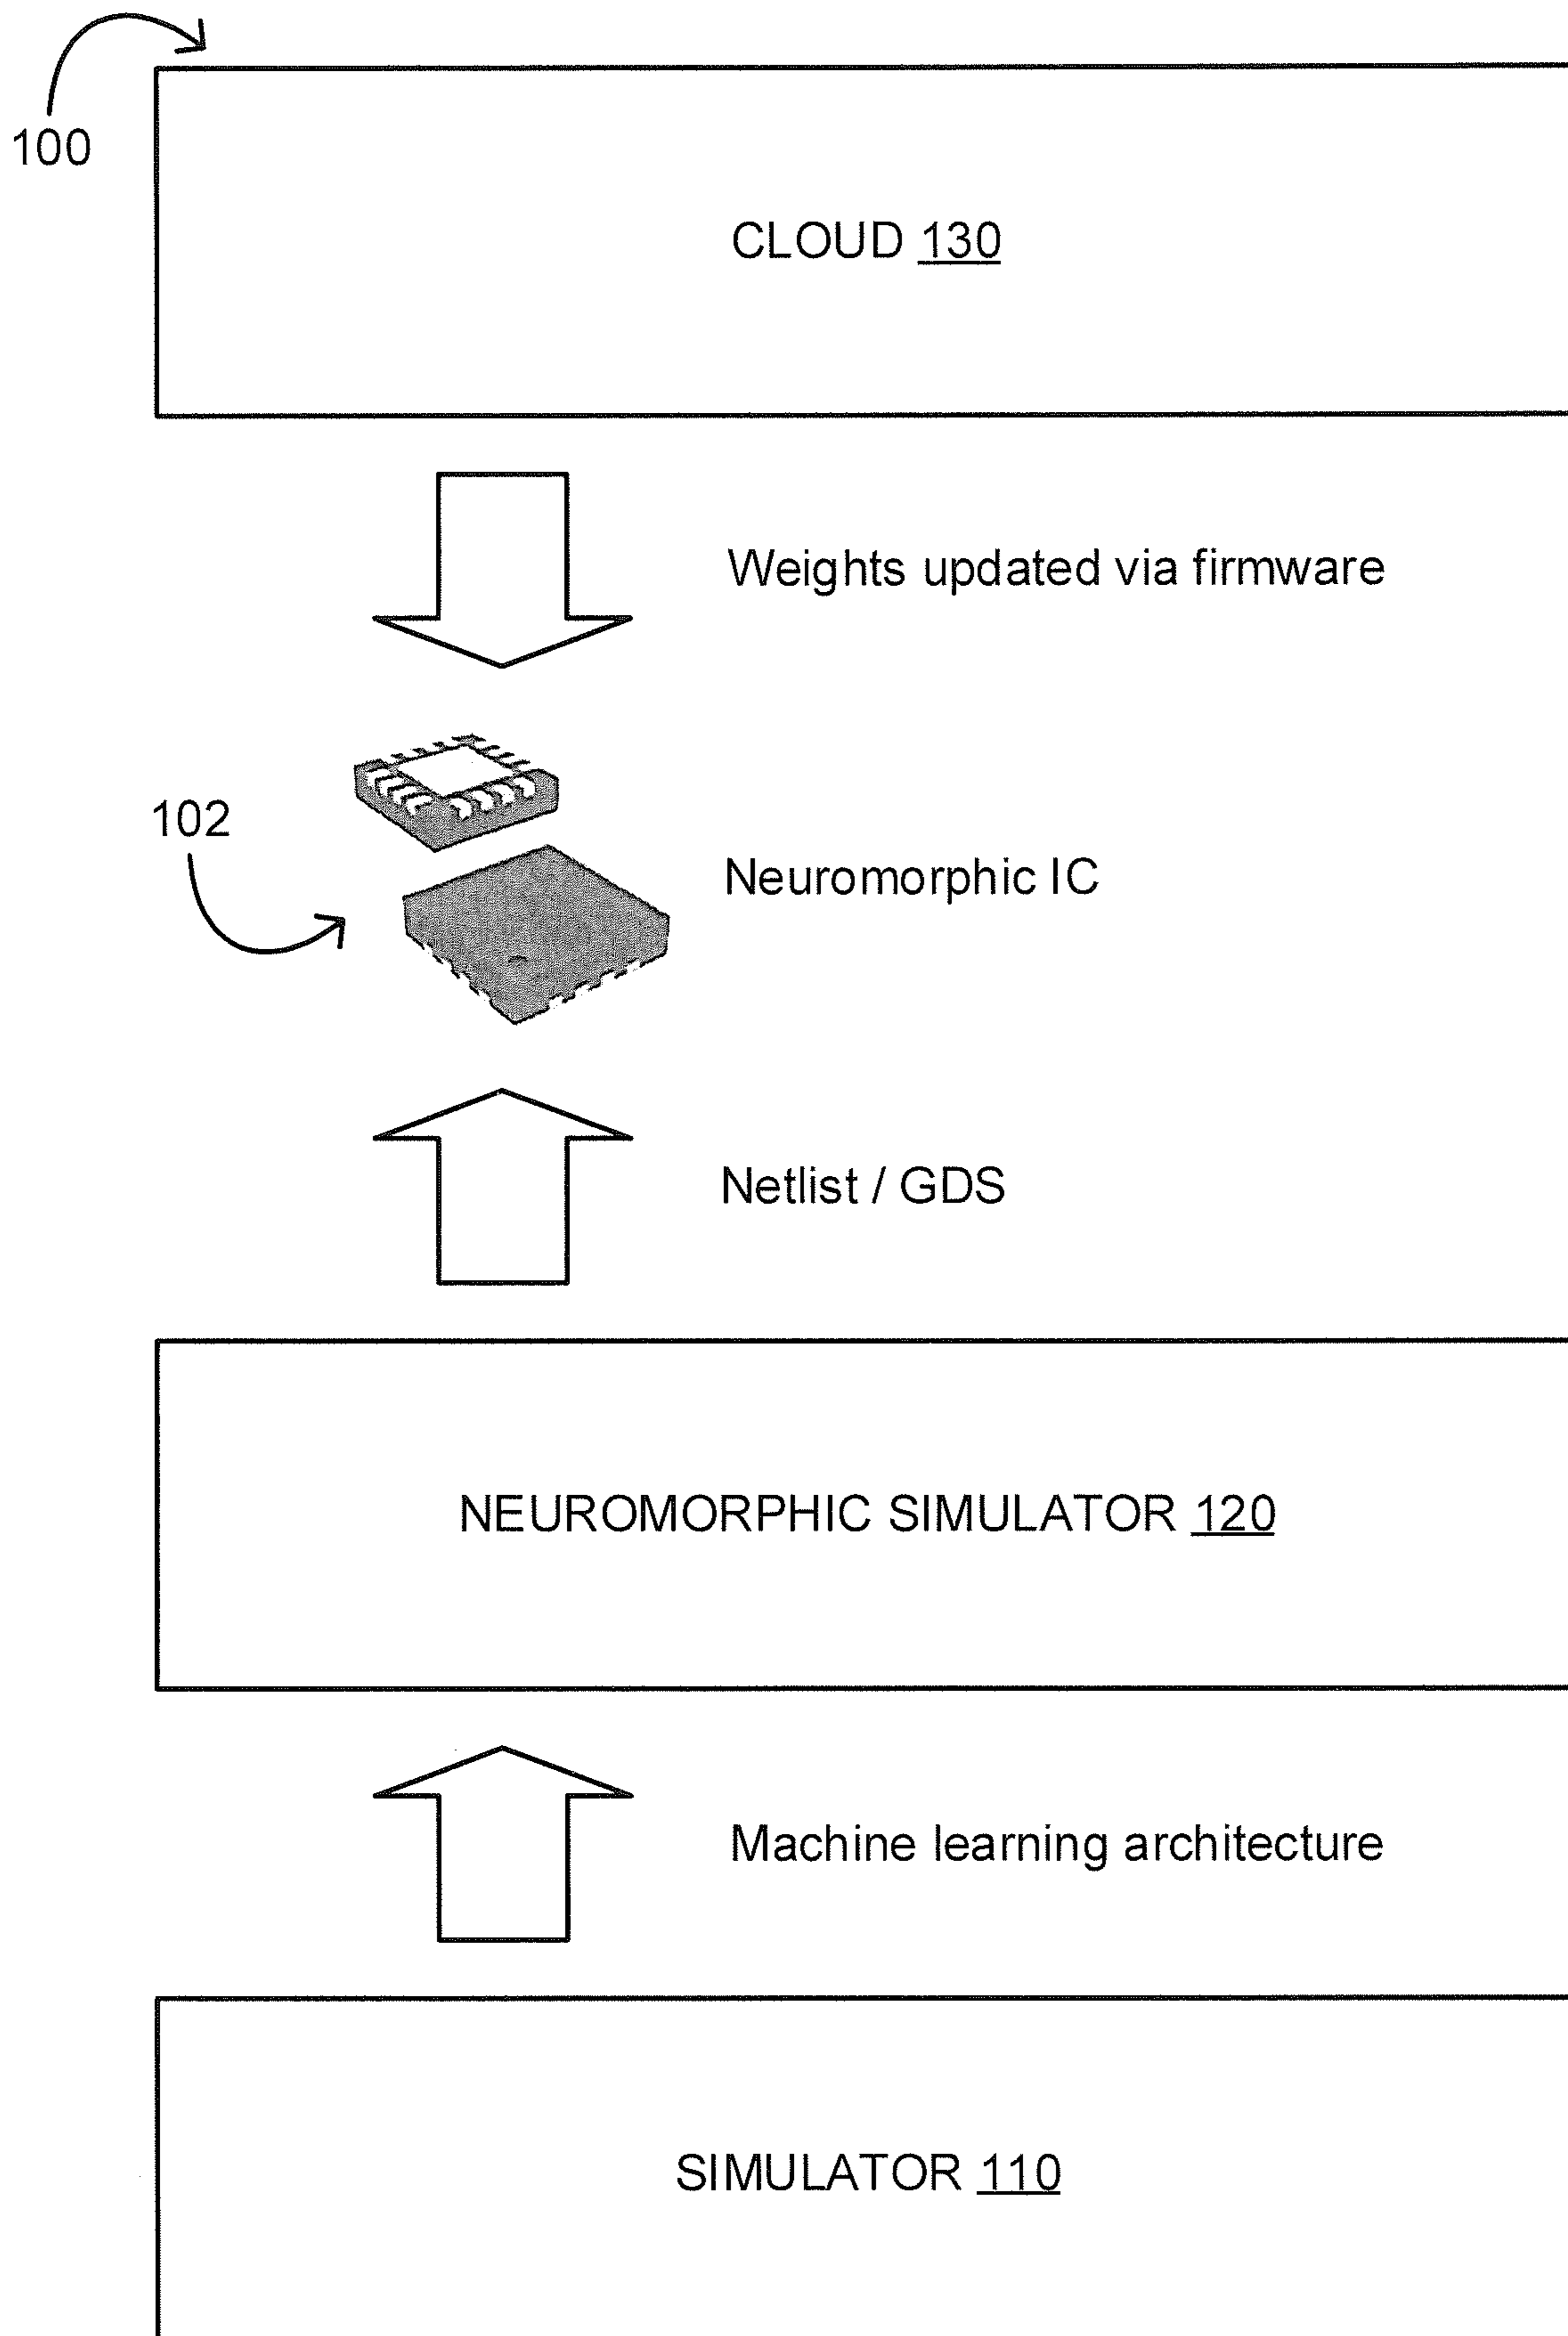 100
CLOUD 130
Weights updated via firmware
102
Neuromorphic IC
Netlist / GDS
NEUROMORPHIC SIMULATOR 120
Machine learning architecture
SIMULATOR 110